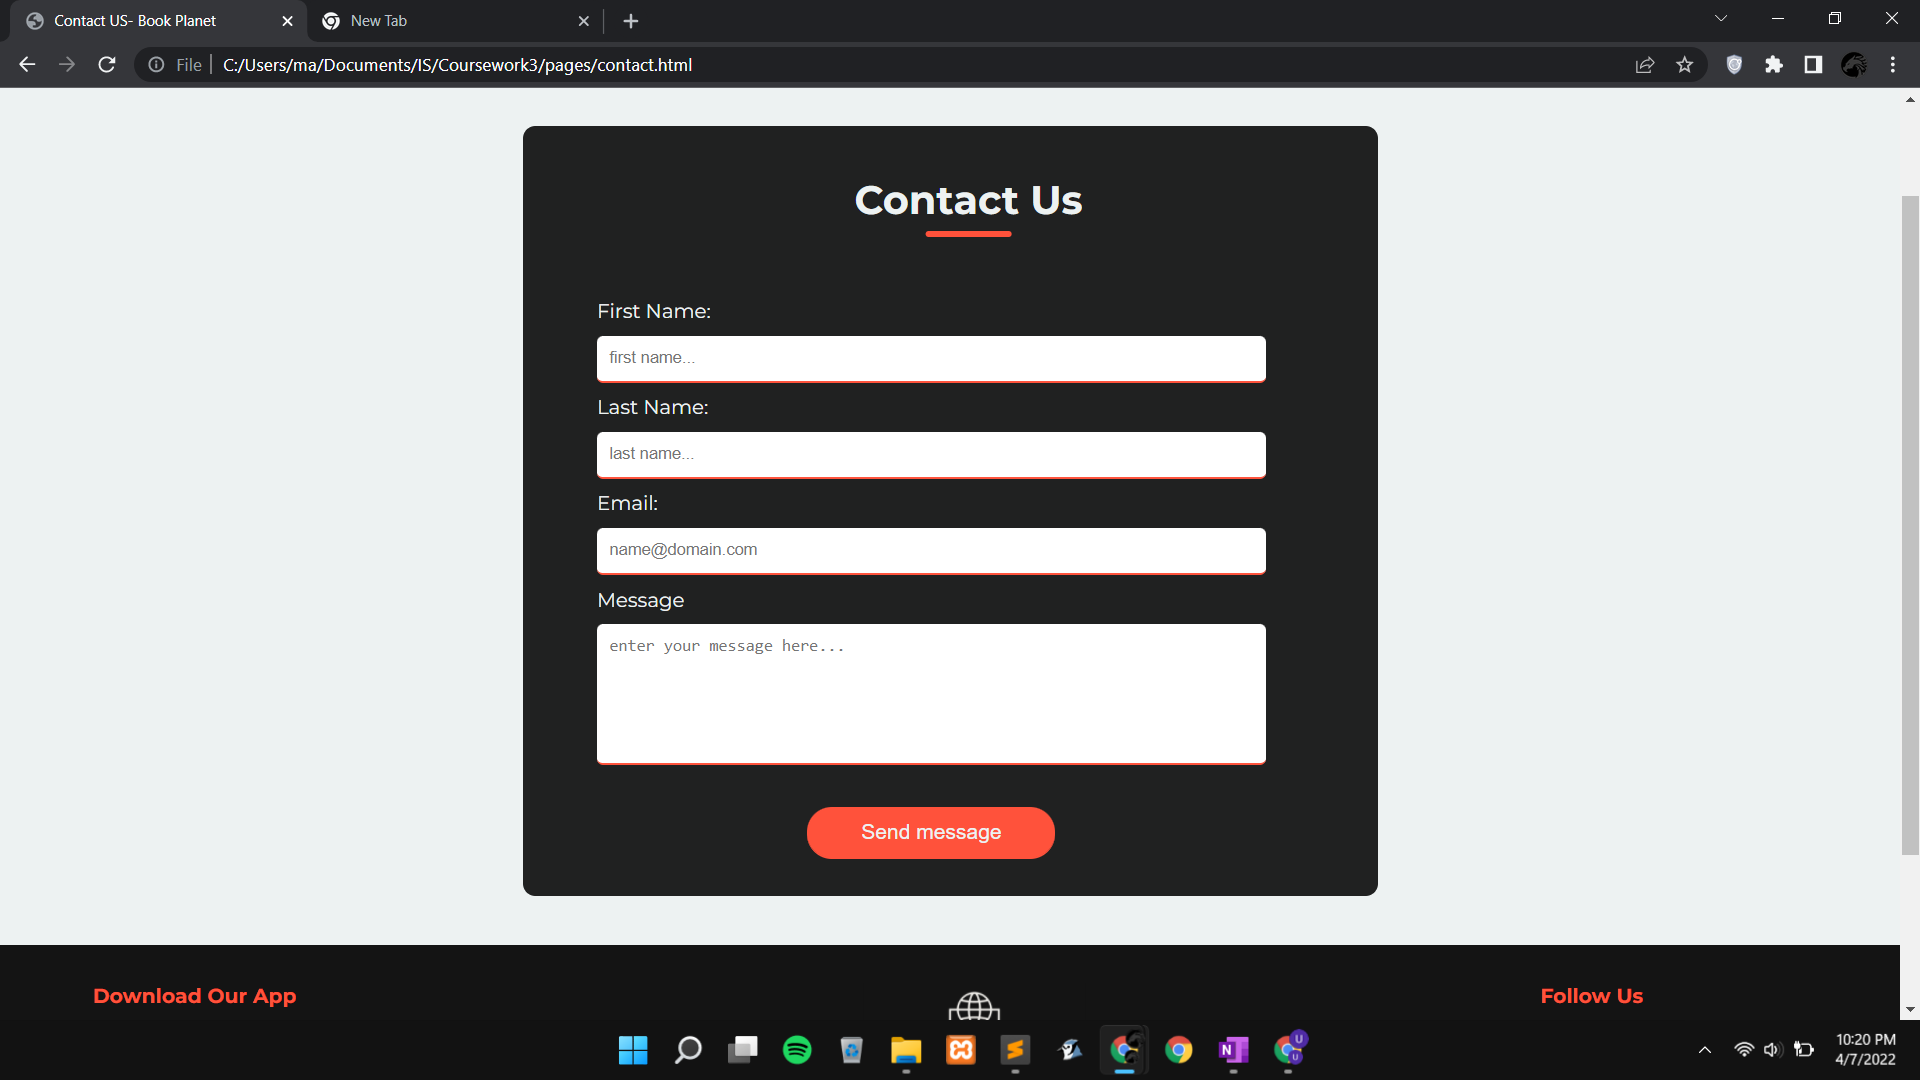 Contact US- Book Planet
New Tab
File
C:/Users/ma/Documents/IS/Coursework3/pages/contact.html
Contact Us
First Name:
first name...
Last Name:
last name...
Email:
name@domain.com
Message
enter your message here...
Send message
Download Our App
Follow Us
N
U
U
10:20 PM
4/7/2022